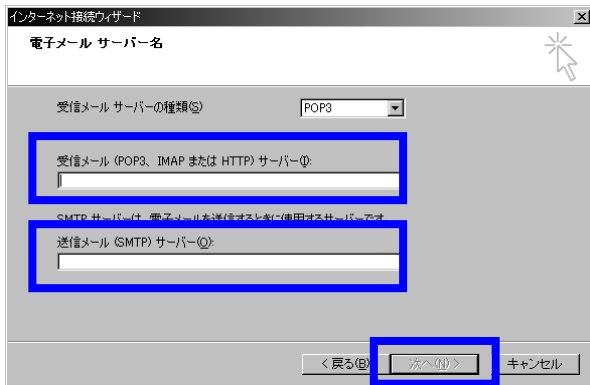 インターネット接続ウィザード
電子メール サーバー名
受信メール サーバーの種類(S)
POP3
受信メール (POP3、IMAP または HTTP) サーバー(I):
SMTP サーバーは、電子メールを送信するときに使用するサーバーです。
送信メール (SMTP) サーバー(O):
< 戻る(B) 次へ(N) > キャンセル